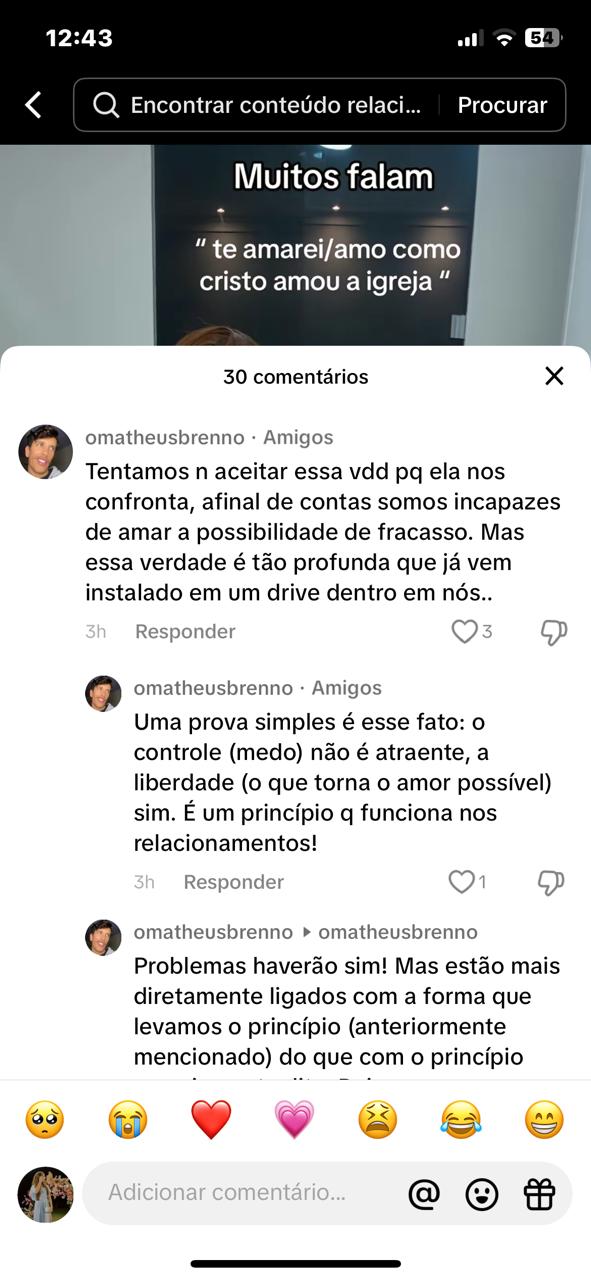 12:43
54
Encontrar conteúdo relaci...
Procurar
Muitos falam
“ te amarei/amo como
cristo amou a igreja “
30 comentários
omatheusbrenno · Amigos
Tentamos n aceitar essa vdd pq ela nos
confronta, afinal de contas somos incapazes
de amar a possibilidade de fracasso. Mas
essa verdade é tão profunda que já vem
instalado em um drive dentro em nós..
3h Responder 3
omatheusbrenno · Amigos
Uma prova simples é esse fato: o
controle (medo) não é atraente, a
liberdade (o que torna o amor possível)
sim. É um princípio q funciona nos
relacionamentos!
3h Responder 1
omatheusbrenno ▸ omatheusbrenno
Problemas haverão sim! Mas estão mais
diretamente ligados com a forma que
levamos o princípio (anteriormente
mencionado) do que com o princípio
Adicionar comentário...